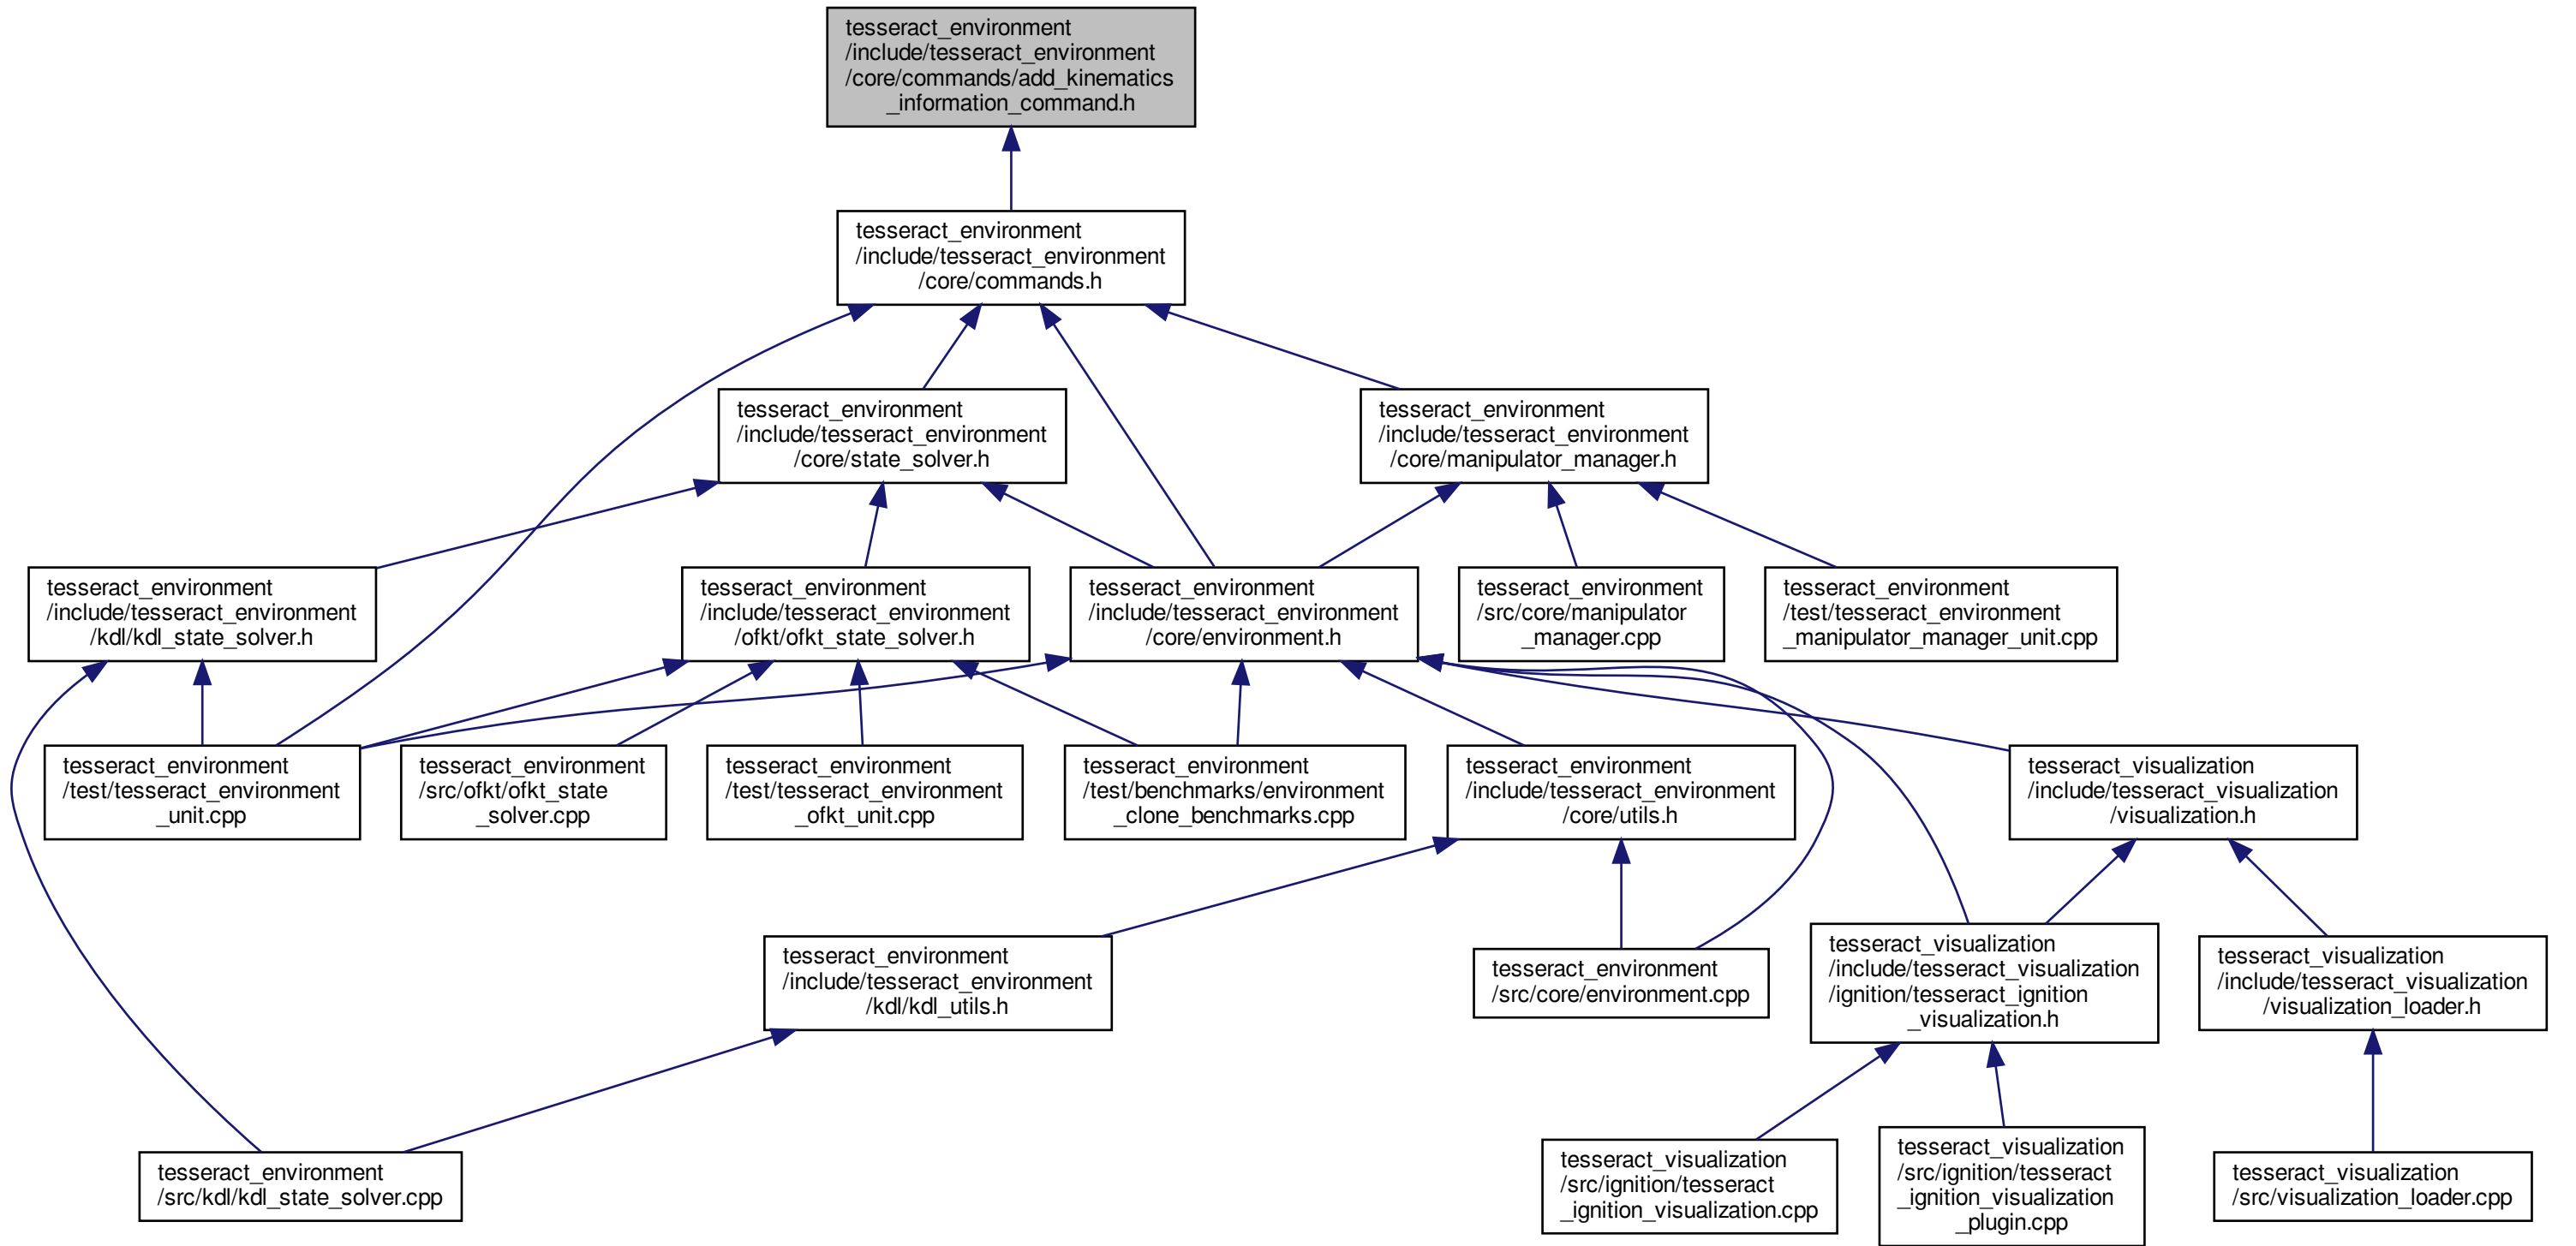 tesseract_environment
/include/tesseract_environment
/core/commands/add_kinematics
_information_command.h
tesseract_environment
/include/tesseract_environment
/core/commands.h
tesseract_environment
/include/tesseract_environment
/core/state_solver.h
tesseract_environment
/include/tesseract_environment
/core/manipulator_manager.h
tesseract_environment
/include/tesseract_environment
/kdl/kdl_state_solver.h
tesseract_environment
/include/tesseract_environment
/ofkt/ofkt_state_solver.h
tesseract_environment
/include/tesseract_environment
/core/environment.h
tesseract_environment
/src/core/manipulator
_manager.cpp
tesseract_environment
/test/tesseract_environment
_manipulator_manager_unit.cpp
tesseract_environment
/test/tesseract_environment
_unit.cpp
tesseract_environment
/src/ofkt/ofkt_state
_solver.cpp
tesseract_environment
/test/tesseract_environment
_ofkt_unit.cpp
tesseract_environment
/test/benchmarks/environment
_clone_benchmarks.cpp
tesseract_environment
/include/tesseract_environment
/core/utils.h
tesseract_visualization
/include/tesseract_visualization
/visualization.h
tesseract_environment
/include/tesseract_environment
/kdl/kdl_utils.h
tesseract_environment
/src/core/environment.cpp
tesseract_visualization
/include/tesseract_visualization
/ignition/tesseract_ignition
_visualization.h
tesseract_visualization
/include/tesseract_visualization
/visualization_loader.h
tesseract_environment
/src/kdl/kdl_state_solver.cpp
tesseract_visualization
/src/ignition/tesseract
_ignition_visualization.cpp
tesseract_visualization
/src/ignition/tesseract
_ignition_visualization
_plugin.cpp
tesseract_visualization
/src/visualization_loader.cpp